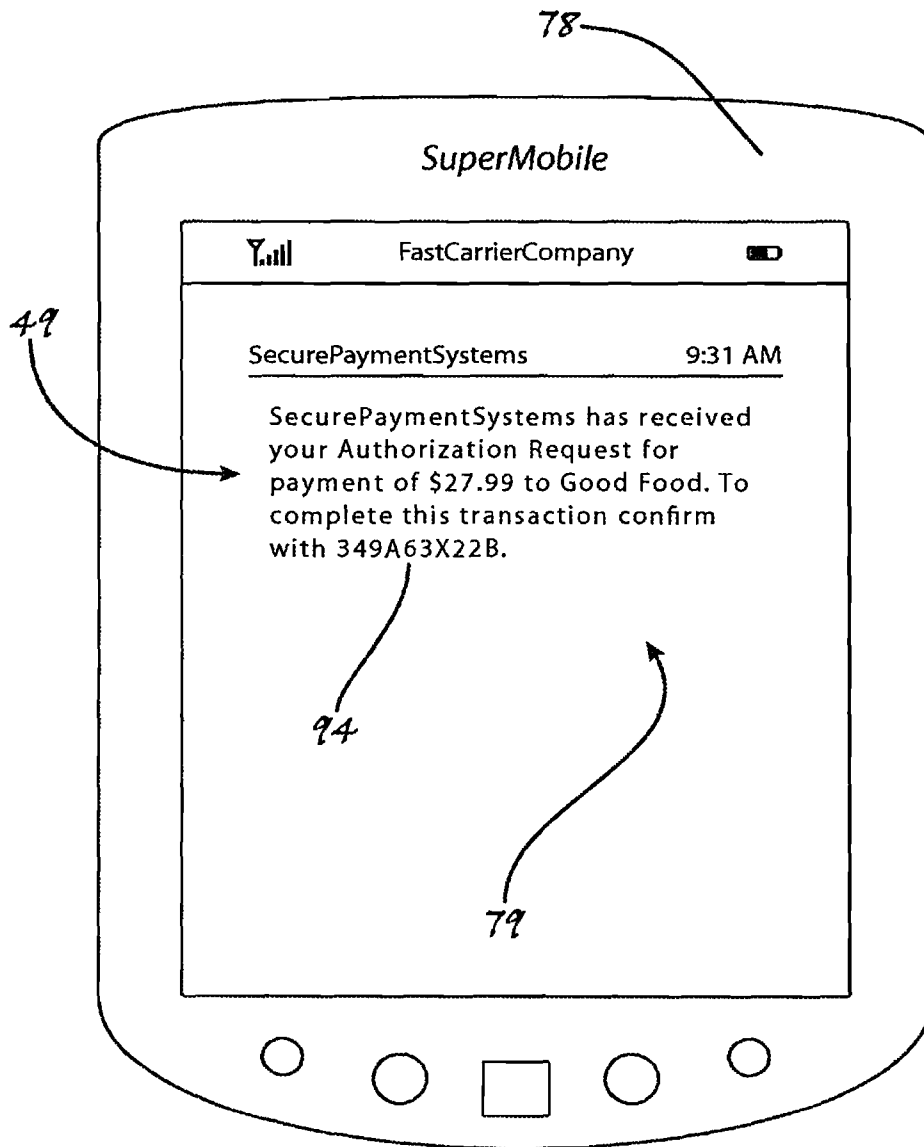 78
SuperMobile
FastCarrierCompany
49
SecurePaymentSystems 9:31 AM
SecurePaymentSystems has received
your Authorization Request for
payment of $27.99 to Good Food. To
complete this transaction confirm
with 349A63X22B.
94
79